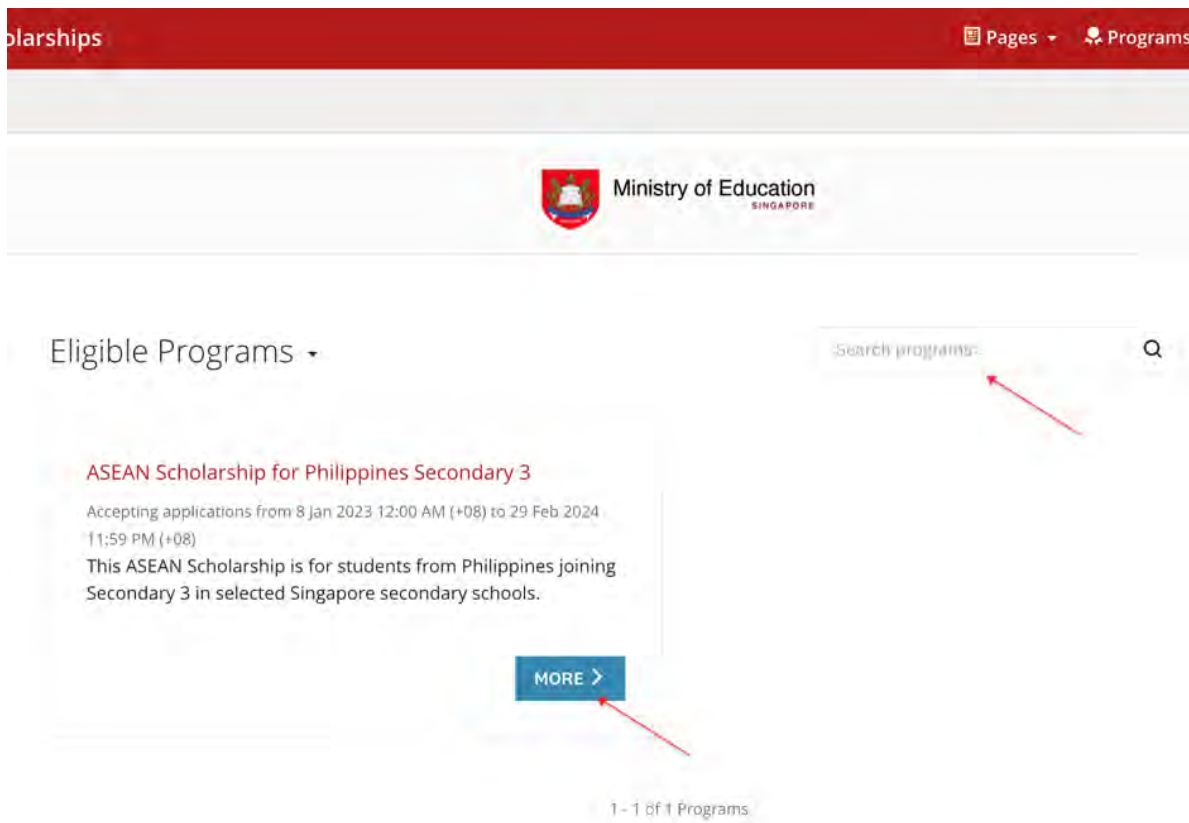 olarships
Pages
Programs
Ministry of Education
SINGAPORE
Eligible Programs
Search programs
ASEAN Scholarship for Philippines Secondary 3
Accepting applications from 8 Jan 2023 12:00 AM (+08) to 29 Feb 2024
11:59 PM (+08)
This ASEAN Scholarship is for students from Philippines joining
Secondary 3 in selected Singapore secondary schools.
MORE
1 - 1 of 1 Programs